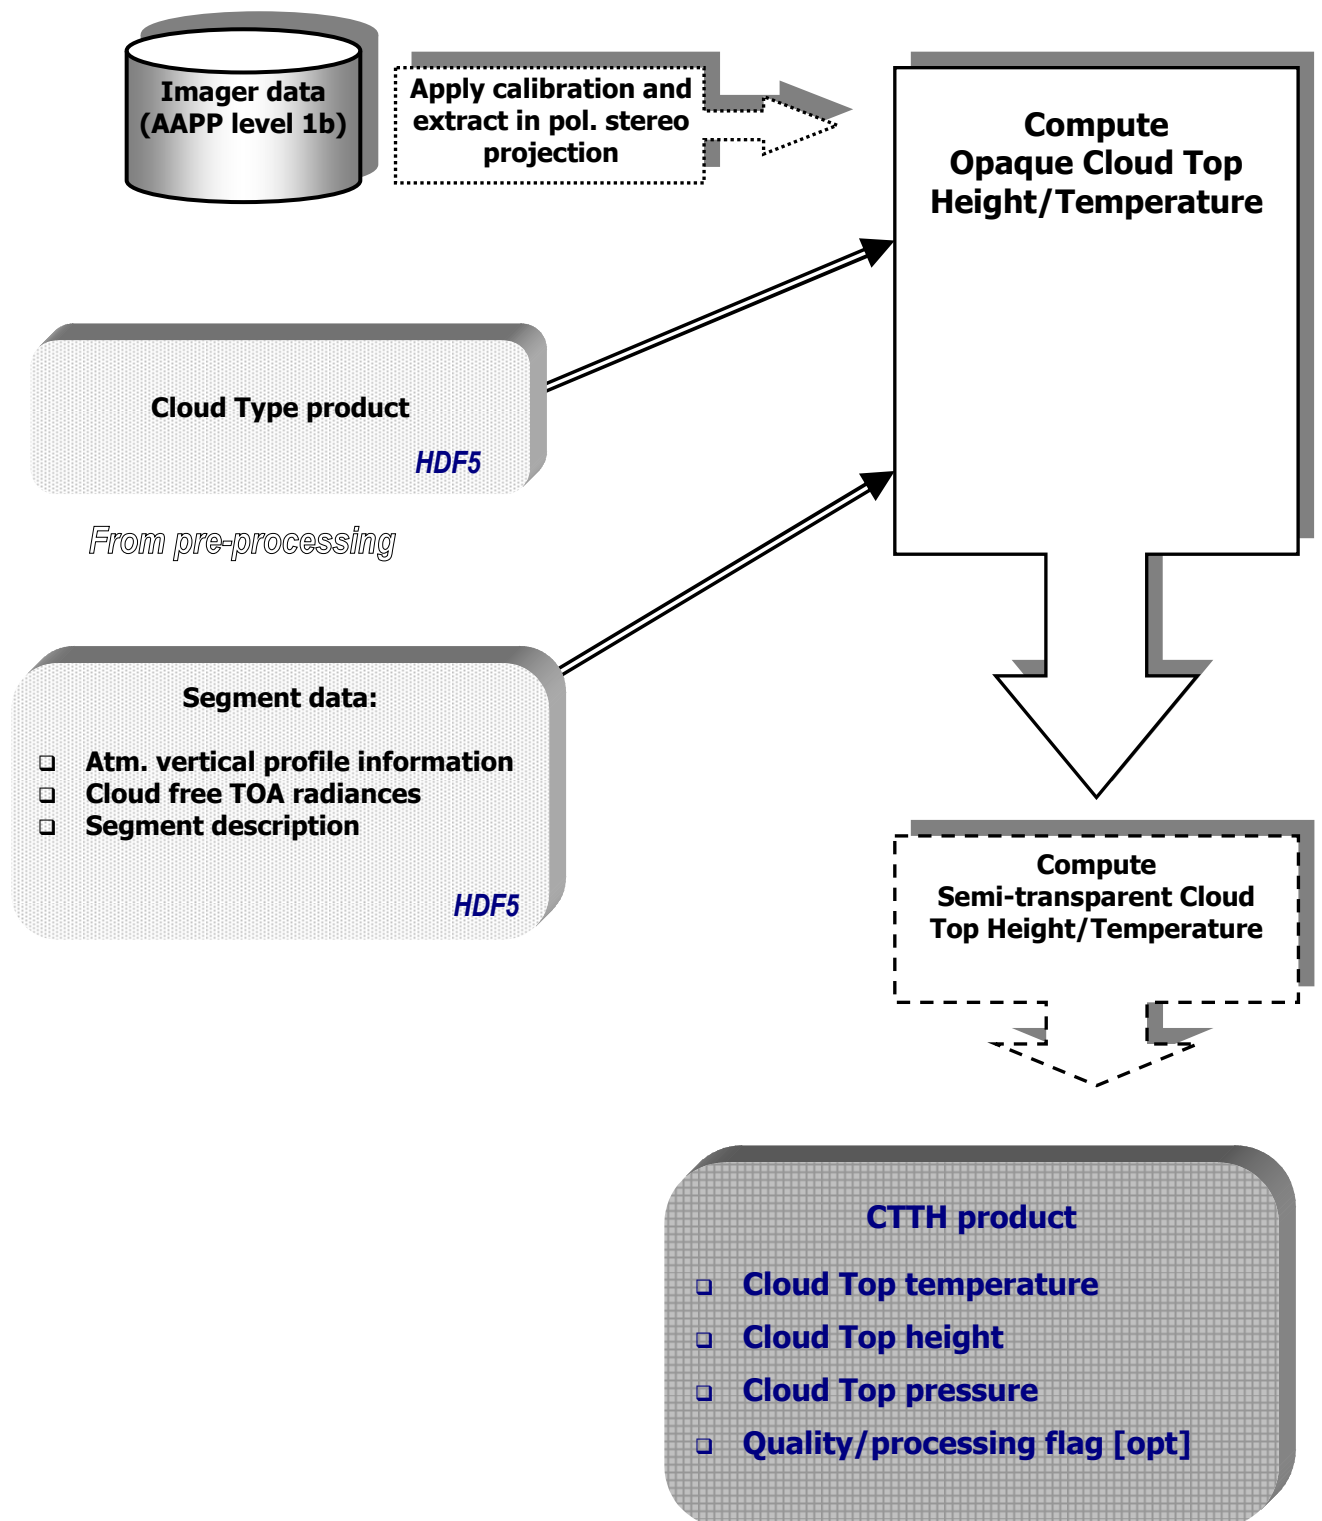 Imager data
(AAPP level 1b)
Apply calibration and
extract in pol. stereo
projection
Compute
Opaque Cloud Top
Height/Temperature
Cloud Type product
HDF5
From pre-processing
Segment data:
❑ Atm. vertical profile information
❑ Cloud free TOA radiances
❑ Segment description
HDF5
Compute
Semi-transparent Cloud
Top Height/Temperature
CTTH product
❑ Cloud Top temperature
❑ Cloud Top height
❑ Cloud Top pressure
❑ Quality/processing flag [opt]